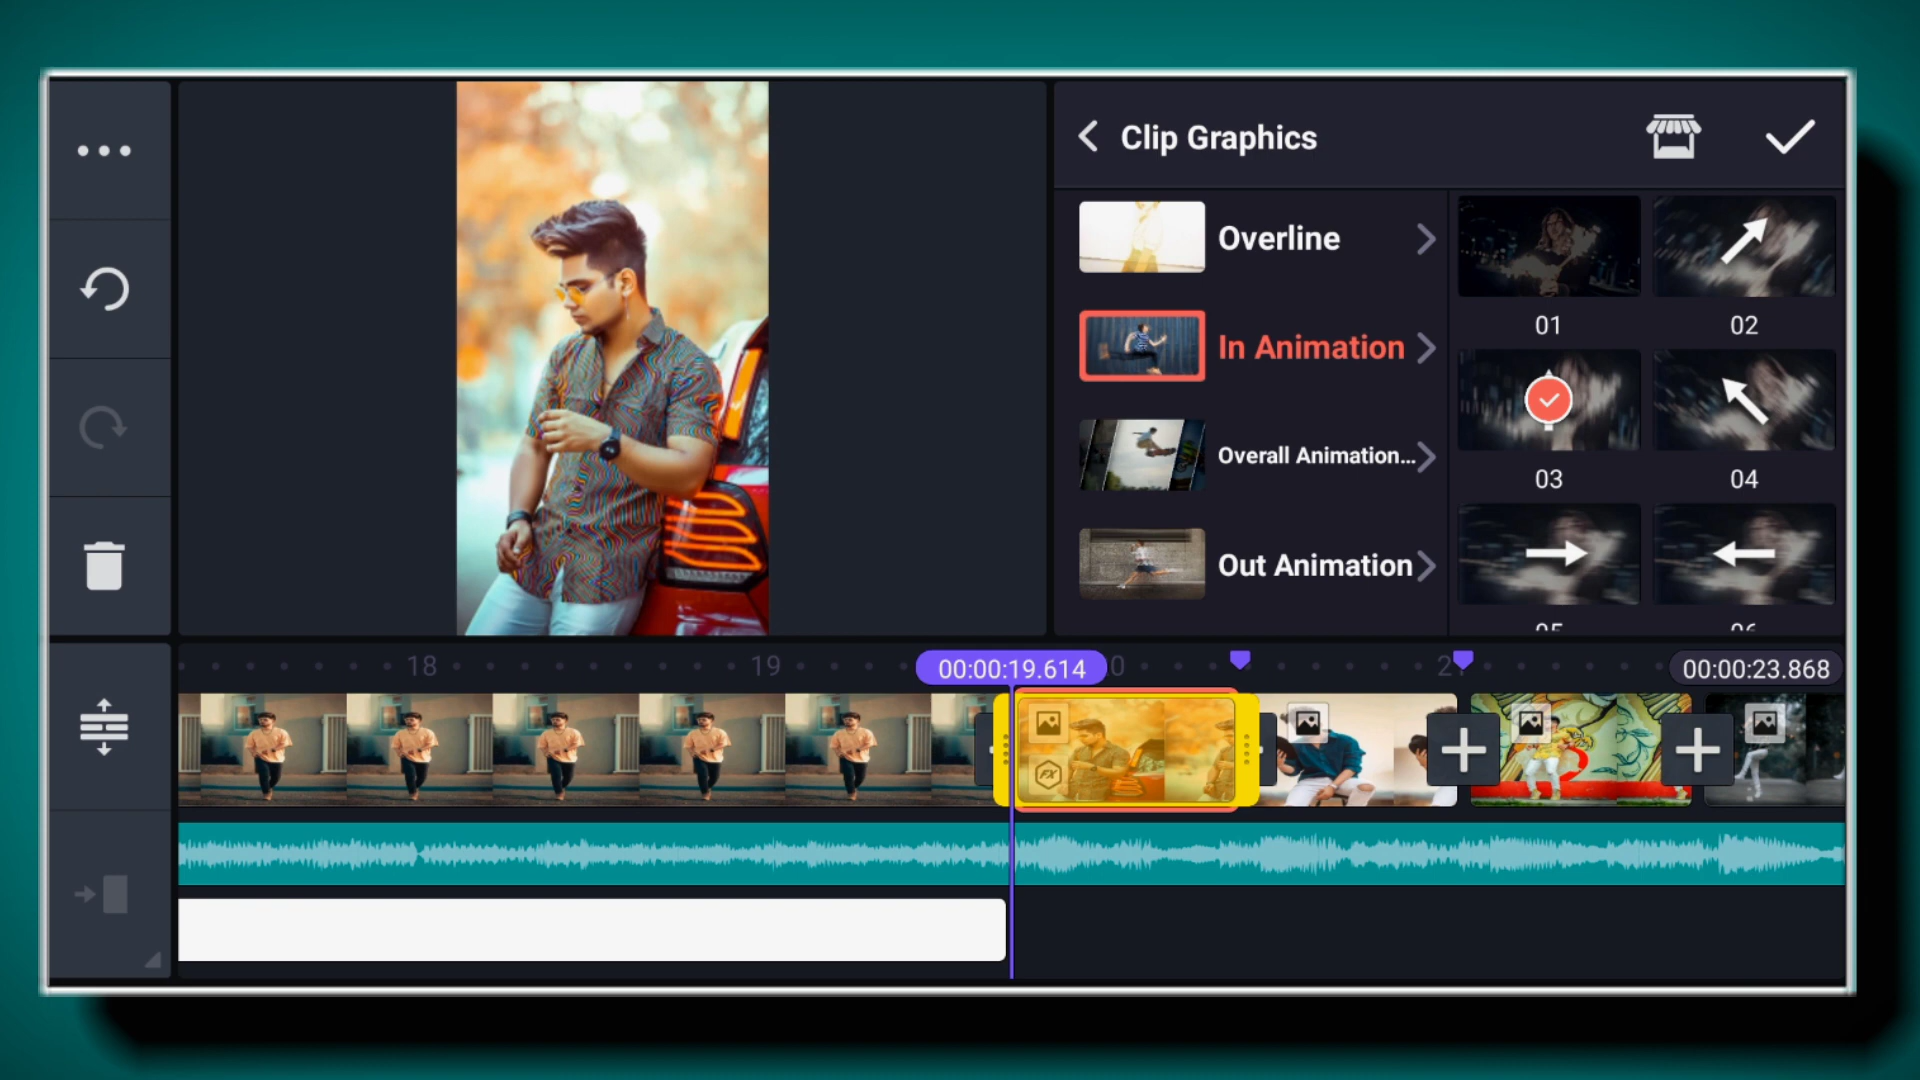 Clip Graphics
Overline
In Animation
Overall Animation...
Out Animation
01
02
03
04
18
19
00:00:19.614
00:00:23.868
FX